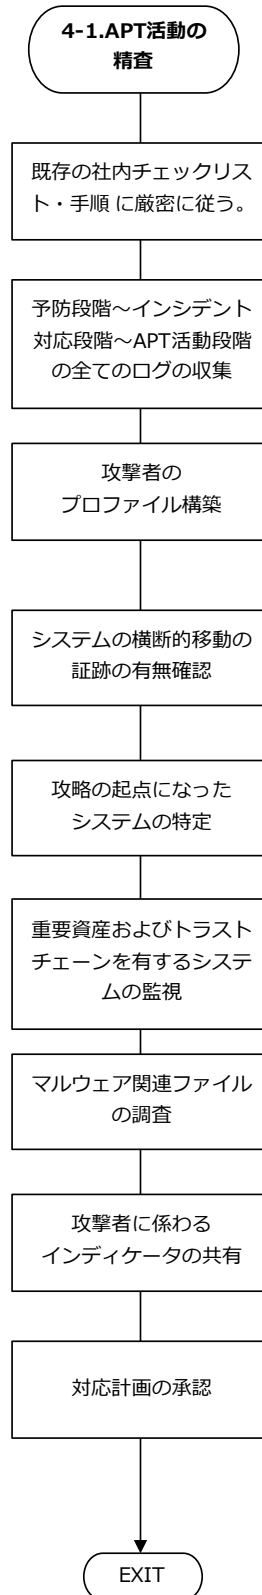 4-1.APT活動の
精査
既存の社内チェックリス
ト・手順 に厳密に従う。
予防段階～インシデント
対応段階～APT活動段階
の全てのログの収集
攻撃者の
プロファイル構築
システムの横断的移動の
証跡の有無確認
攻略の起点になった
システムの特定
重要資産およびトラスト
チェーンを有するシステ
ムの監視
マルウェア関連ファイル
の調査
攻撃者に係わる
インディケータの共有
対応計画の承認
EXIT